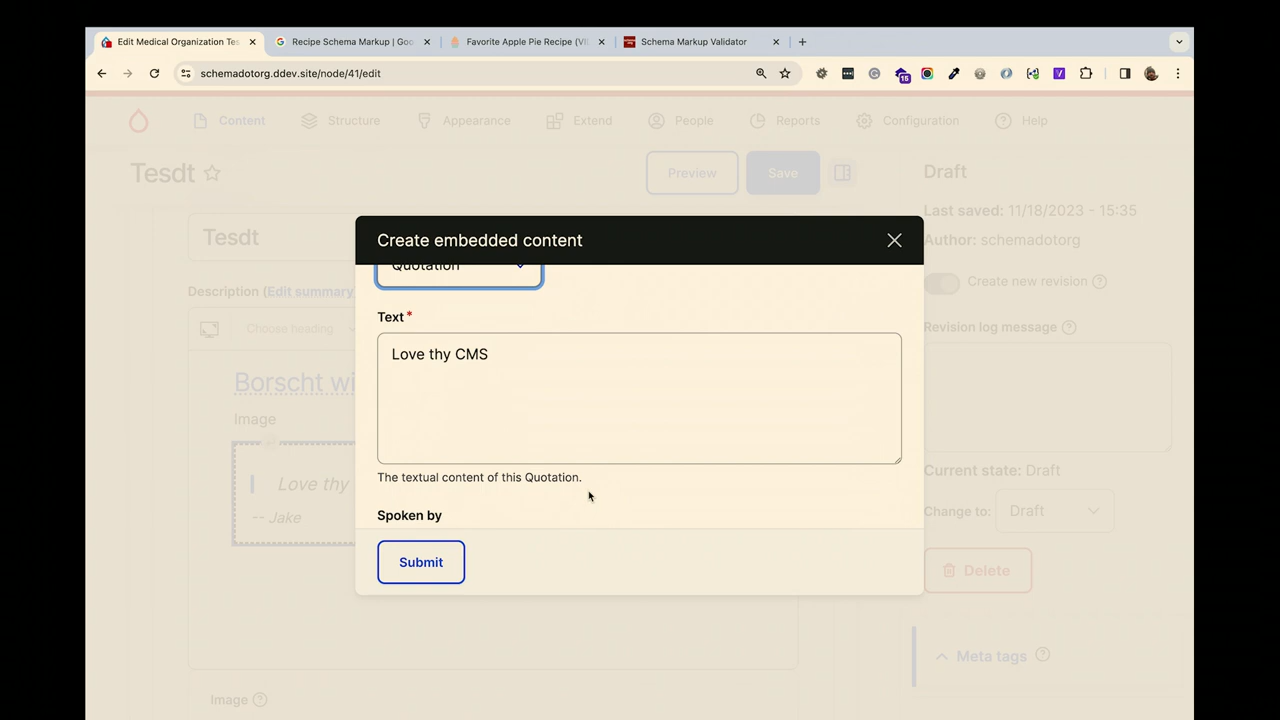 Edit Medical Organization Tes
Recipe Schema Markup | Goo
Favorite Apple Pie Recipe (VI
Schema Markup Validator
schemadotorg.ddev.site/node/41/edit
15
Content
Structure
Appearance
Extend
People
Reports
Configuration
Help
Tesdt
Preview
Save
Draft
Last saved: 11/18/2023 - 15:35
Author: schemadotorg
Create new revision
Revision log message
Current state: Draft
Change to:
Draft
Delete
Meta tags
Tesdt
Description (Edit summary
Choose heading
Borscht wi
Image
Love thy
-- Jake
Image
Create embedded content
Quotation
Text *
Love thy CMS
The textual content of this Quotation.
Spoken by
Submit